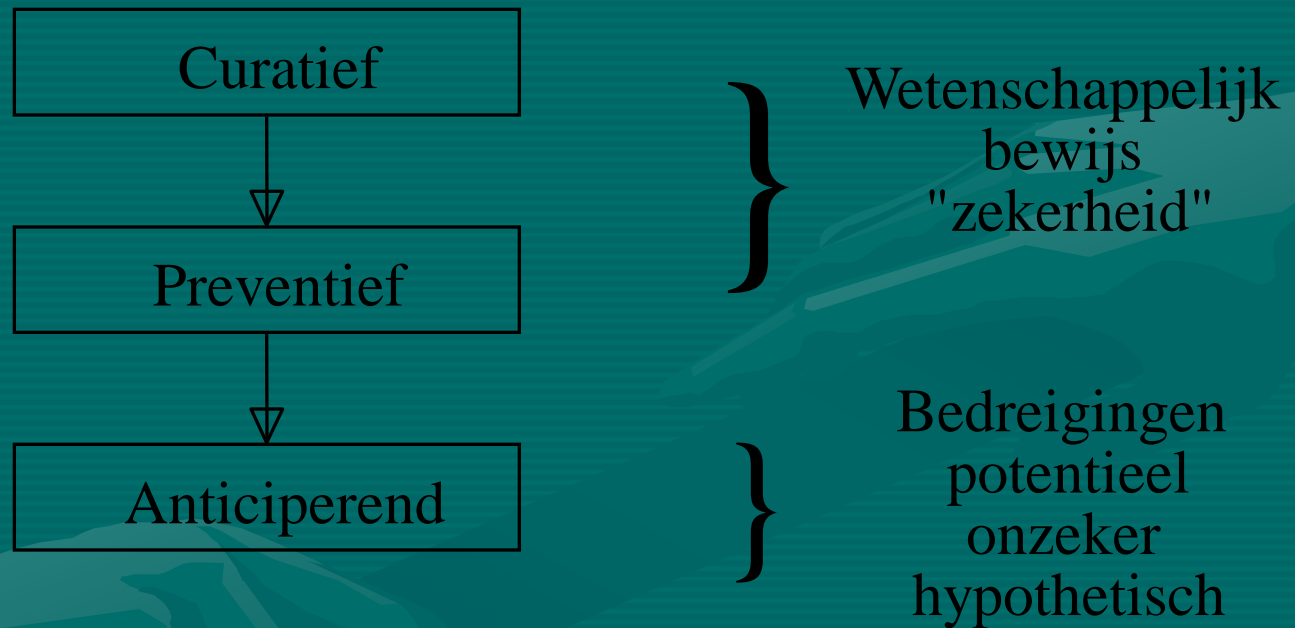 Curatief
Wetenschappelijk
bewijs
"zekerheid"
Preventief
Anticiperend
Bedreigingen
potentieel
onzeker
hypothetisch